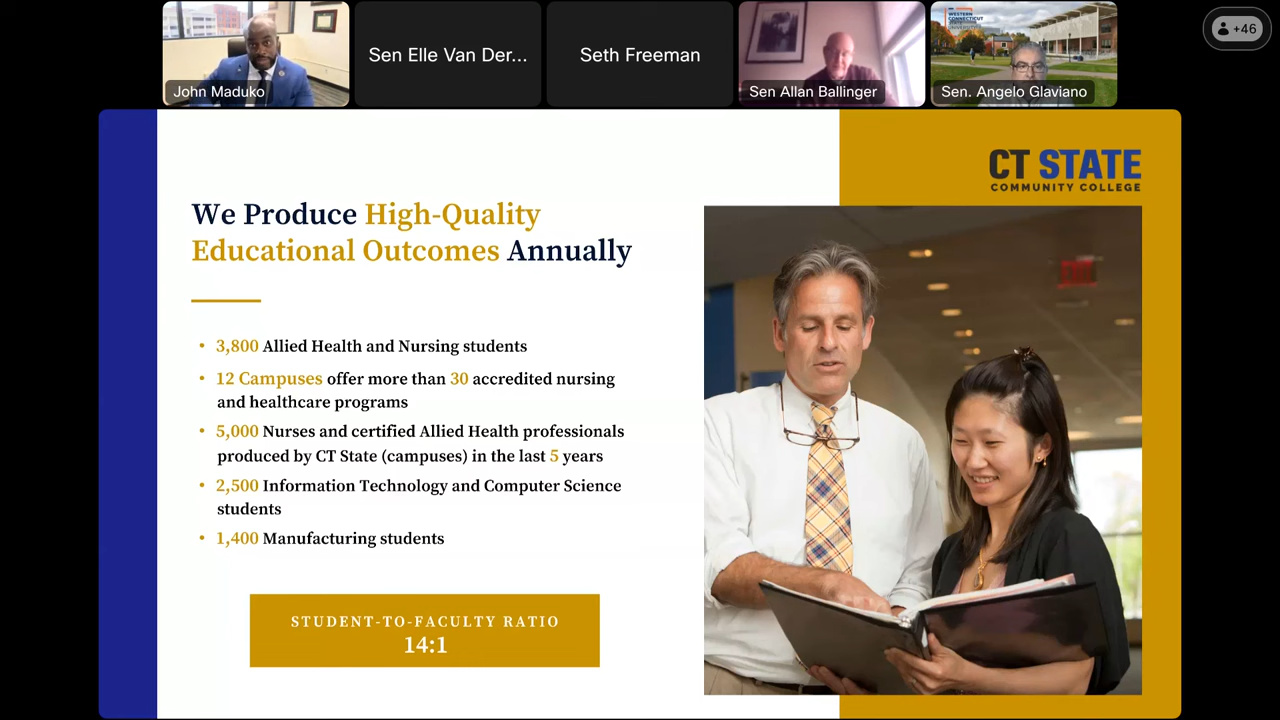 John Maduko
Sen Elle Van Der...
Seth Freeman
Sen Allan Ballinger
WESTERN
CONNECTICUT
Sen. Angelo Glaviano
+46
CT STATE
COMMUNITY COLLEGE
We Produce High-Quality
Educational Outcomes Annually
• 3,800 Allied Health and Nursing students
• 12 Campuses offer more than 30 accredited nursing
and healthcare programs
• 5,000 Nurses and certified Allied Health professionals
produced by CT State (campuses) in the last 5 years
• 2,500 Information Technology and Computer Science
students
• 1,400 Manufacturing students
STUDENT-TO-FACULTY RATIO
14:1